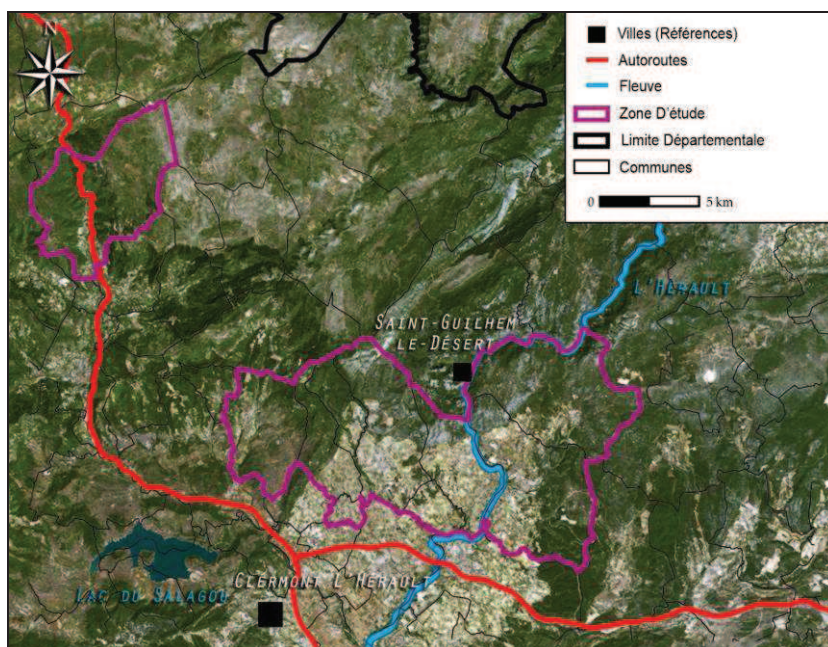 N
Villes (Références)
Autoroutes
Fleuve
Zone D'étude
Limite Départementale
Communes
0 5 km
L'Hérault
Saint-Guilhem
le-Désert
Lac du Salagou
Clermont l'Hérault